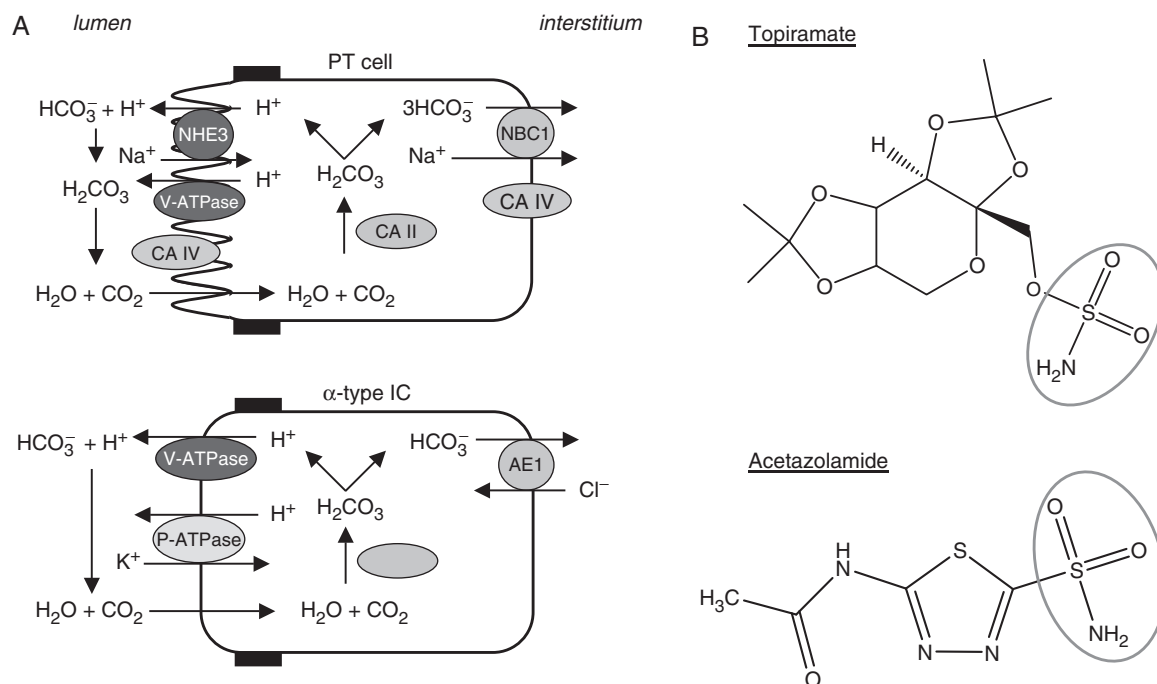 A
lumen
interstitium
PT cell
HCO₃⁻ + H⁺
H⁺
3HCO₃⁻
NHE3
NBC1
Na⁺
Na⁺
H₂CO₃
H⁺
H₂CO₃
V-ATPase
CA IV
CA II
CA IV
H₂O + CO₂
H₂O + CO₂
α-type IC
HCO₃⁻ + H⁺
H⁺
HCO₃⁻
V-ATPase
AE1
Cl⁻
H⁺
H₂CO₃
P-ATPase
K⁺
H₂O + CO₂
H₂O + CO₂
B
Topiramate
O
H
O
O
O
O
O
O
S
O
H₂N
Acetazolamide
O
H
N
S
O
S
H₃C
N
N
NH₂
O